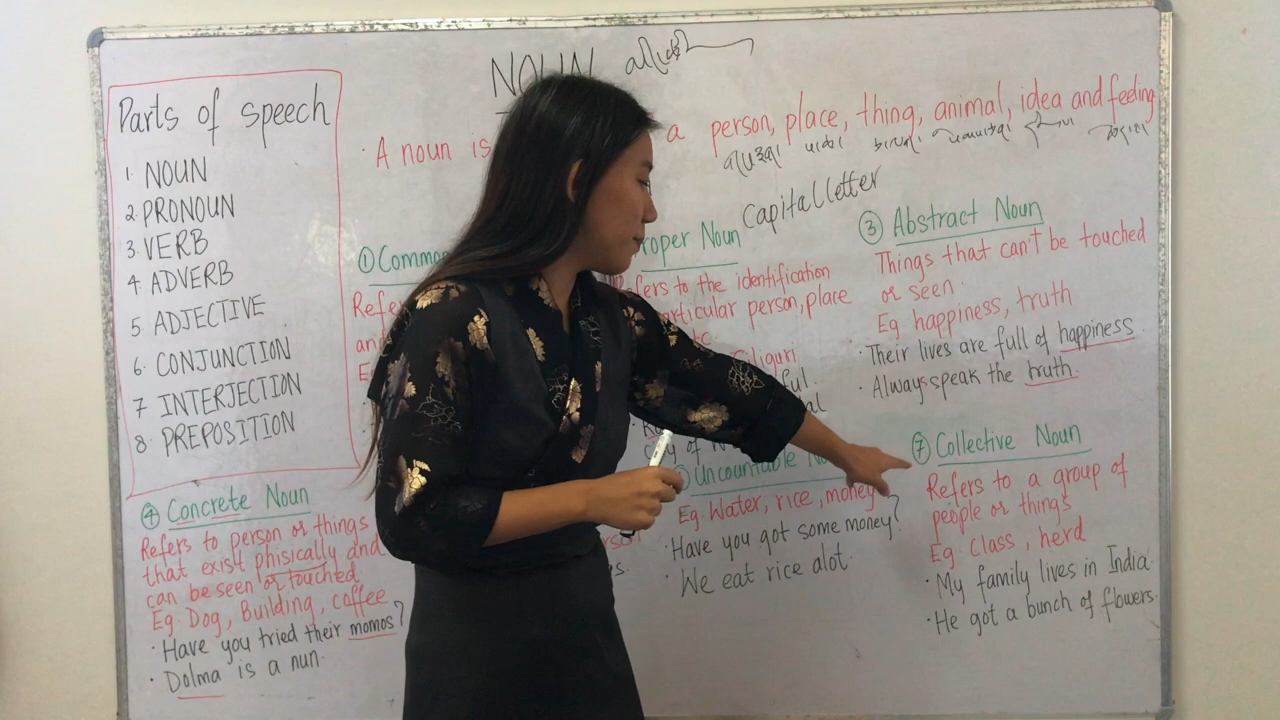 NOUN
A noun is a person, place, thing, animal, idea and feeling
Capital letter
Parts of speech
1. NOUN
2. PRONOUN
3. VERB
4. ADVERB
5 ADJECTIVE
6. CONJUNCTION
7 INTERJECTION
8 PREPOSITION
① Common
Proper Noun
Refers to the identification
particular person, place
Siliguri
③ Abstract Noun
Things that can't be touched
or seen.
Eg happiness, truth
· Their lives are full of happiness.
· Always speak the truth.
④ Concrete Noun
Refers to person or things
that exist phisically and
can be seen or touched
Eg. Dog, Building, coffee
· Have you tried their momos?
· Dolma is a nun.
Uncountable
Eg Water, rice, money
· Have you got some money?
· We eat rice alot.
⑦ Collective Noun
Refers to a group of
people or things
Eg. Class, herd
· My family lives in India.
· He got a bunch of flowers.